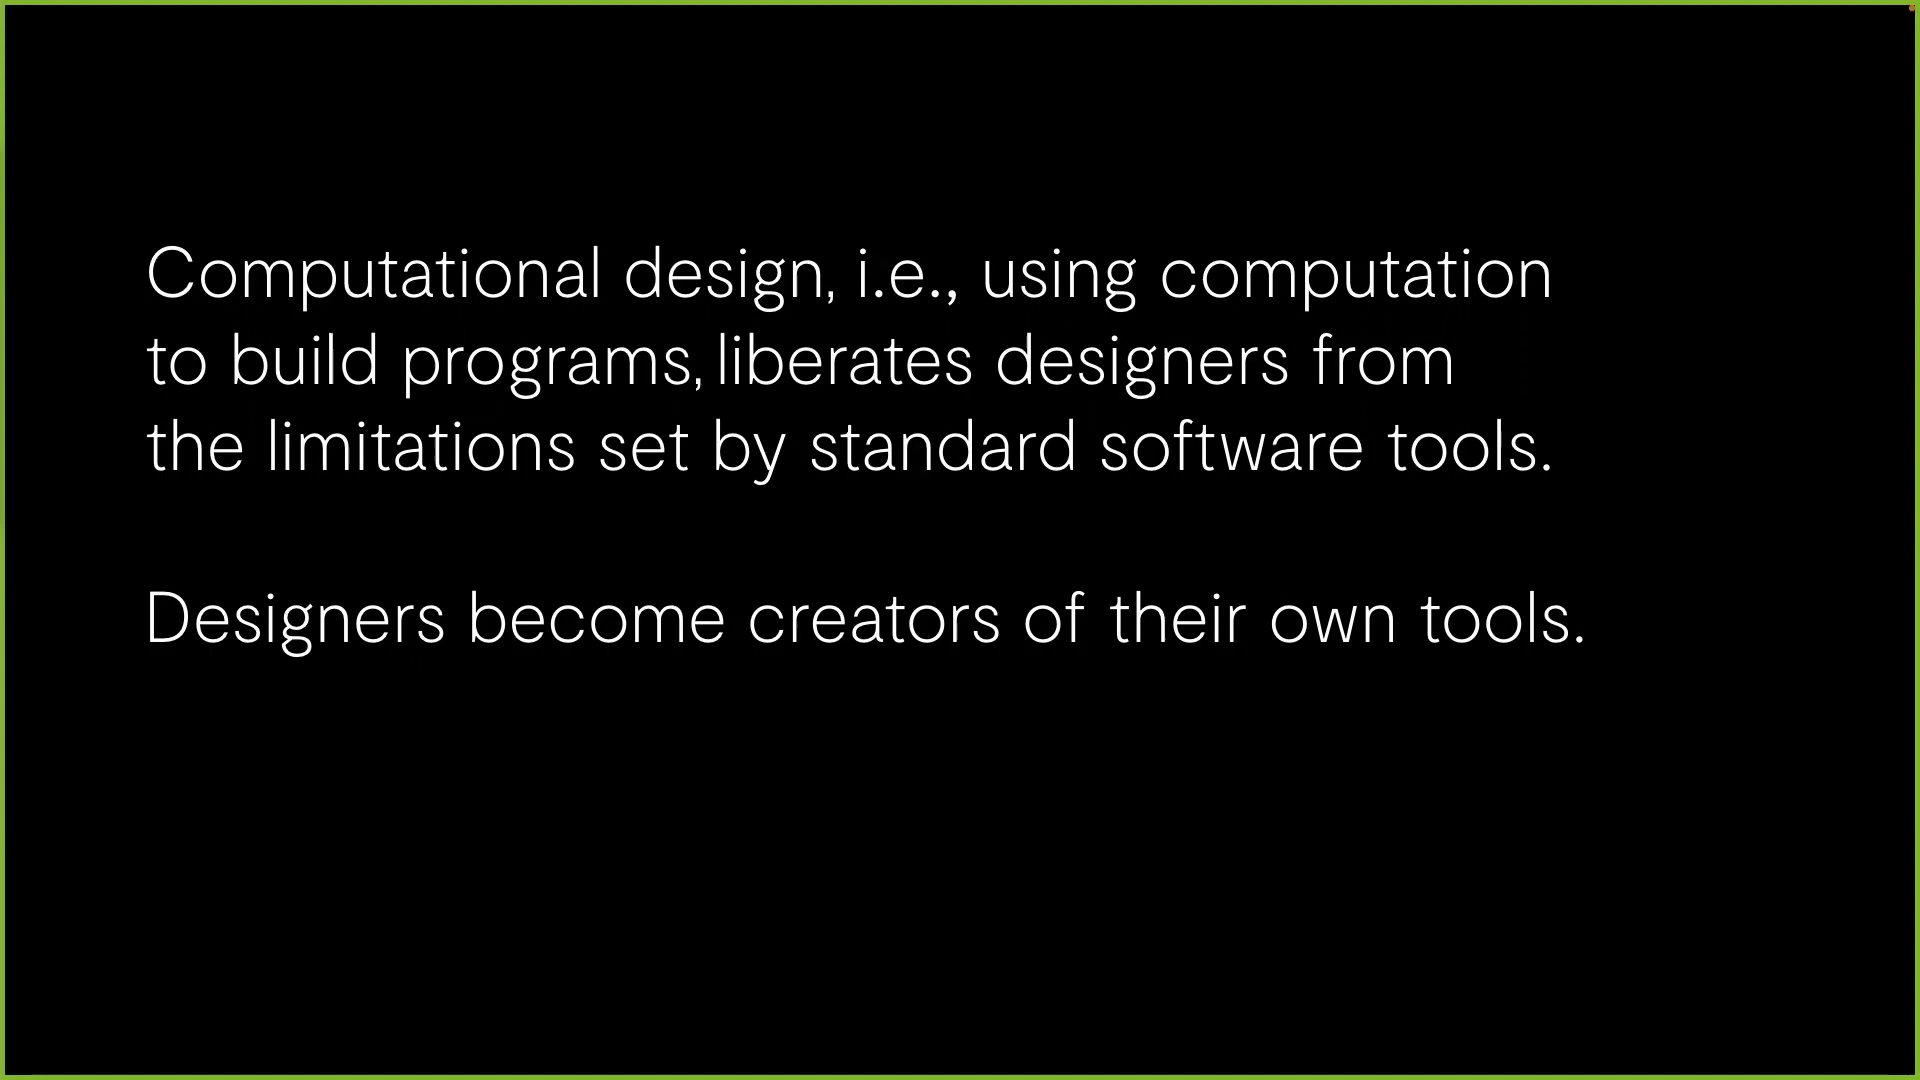 Computational design, i.e., using computation
to build programs, liberates designers from
the limitations set by standard software tools.
Designers become creators of their own tools.